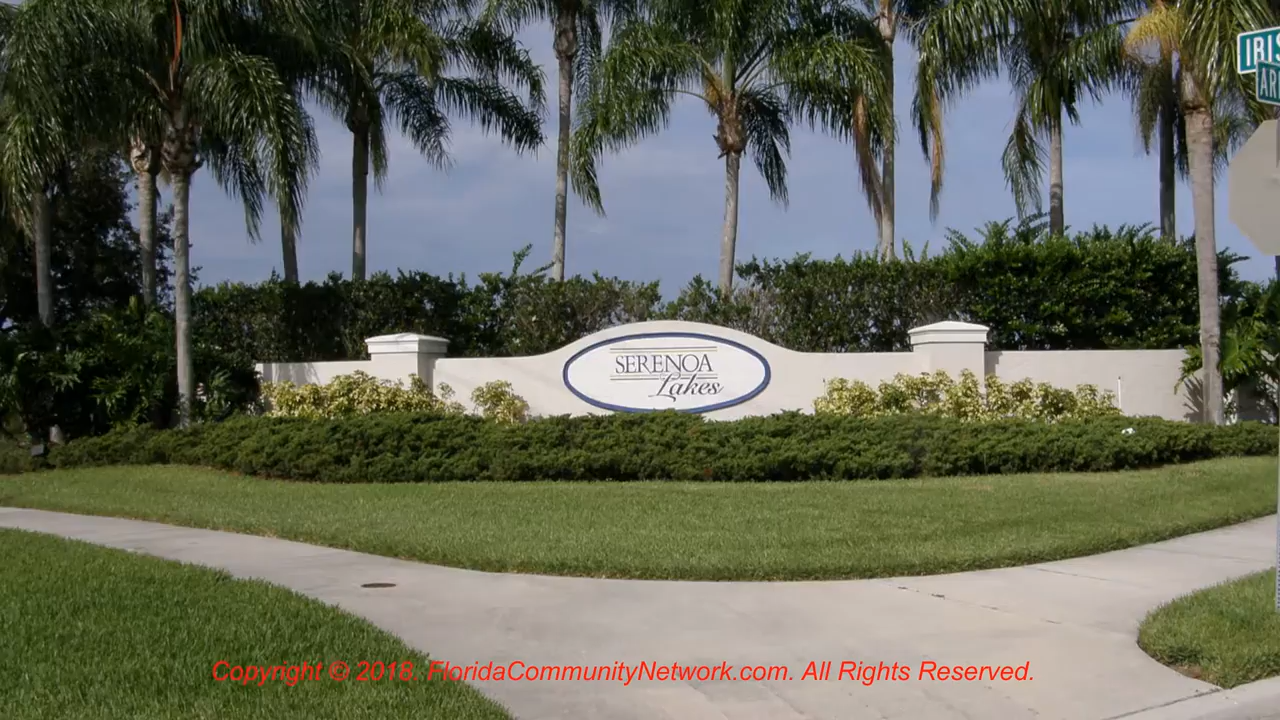 SERENOA
Lakes
Copyright © 2018. FloridaCommunityNetwork.com. All Rights Reserved.